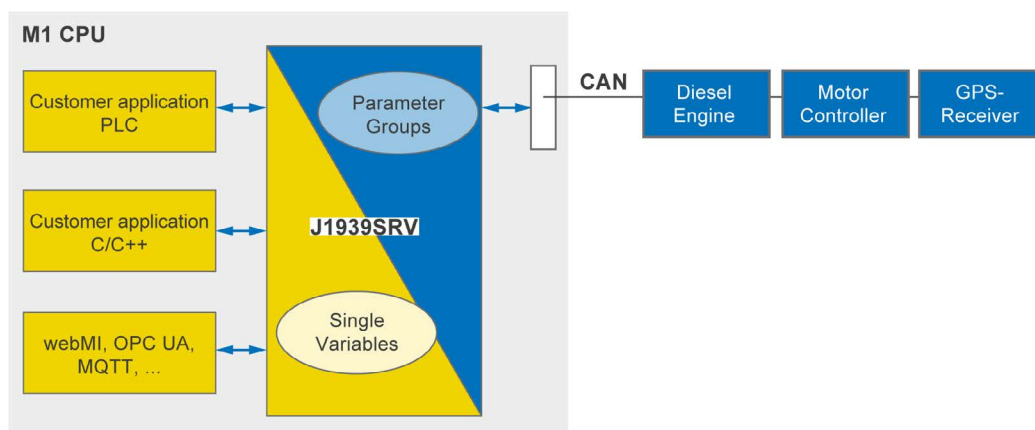 M1 CPU
Customer application
PLC
Customer application
C/C++
webMI, OPC UA,
MQTT, ...
Parameter
Groups
J1939SRV
Single
Variables
CAN
Diesel
Engine
Motor
Controller
GPS-
Receiver